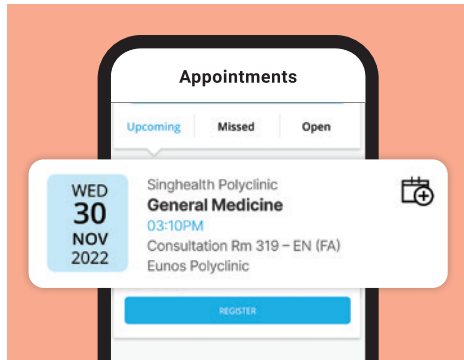 Appointments
Upcoming Missed Open
WED
30
NOV
2022
Singhealth Polyclinic
General Medicine
03:10PM
Consultation Rm 319 – EN (FA)
Eunos Polyclinic
REGISTER